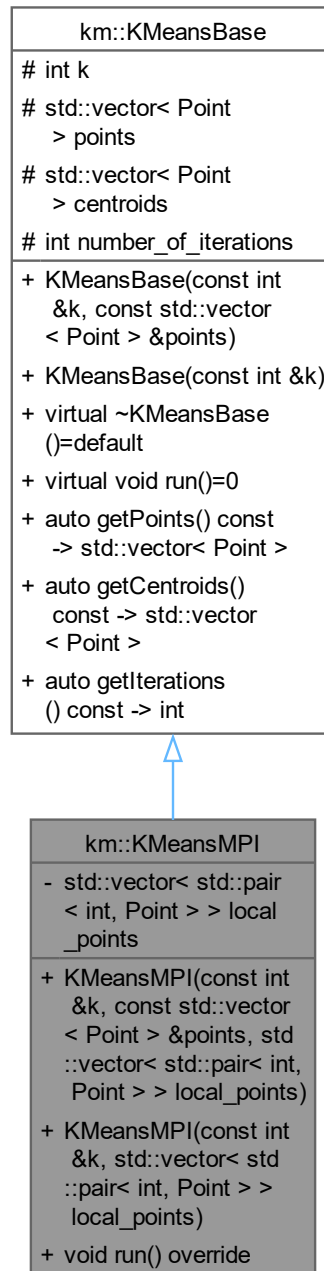 km::KMeansBase
# int k
# std::vector< Point
> points
# std::vector< Point
> centroids
# int number_of_iterations
+ KMeansBase(const int
&k, const std::vector
< Point > &points)
+ KMeansBase(const int &k)
+ virtual ~KMeansBase
()=default
+ virtual void run()=0
+ auto getPoints() const
-> std::vector< Point >
+ auto getCentroids()
const -> std::vector
< Point >
+ auto getIterations
() const -> int
km::KMeansMPI
- std::vector< std::pair
< int, Point > > local
_points
+ KMeansMPI(const int
&k, const std::vector
< Point > &points, std
::vector< std::pair< int,
Point > > local_points)
+ KMeansMPI(const int
&k, std::vector< std
::pair< int, Point > >
local_points)
+ void run() override